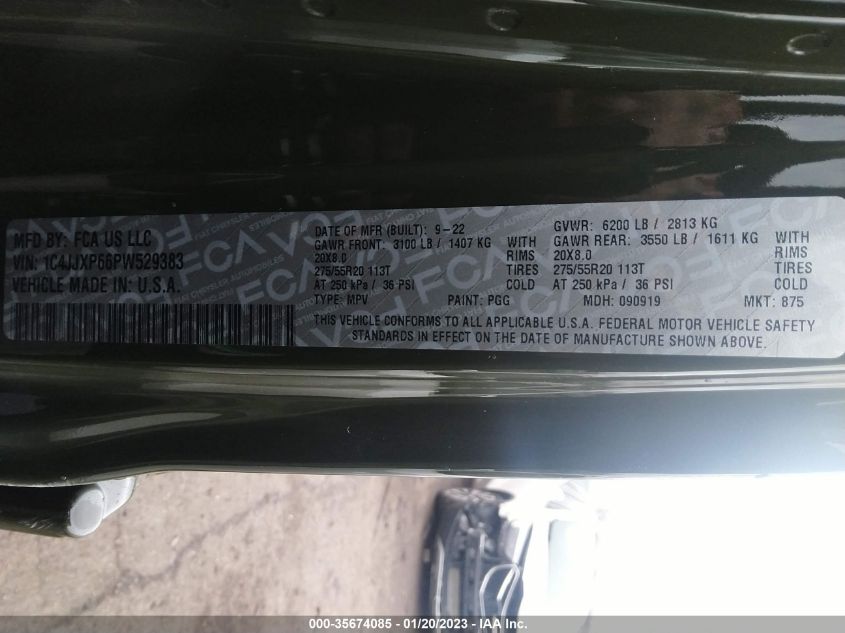 MFD BY: FCA US LLC
VIN: 1C4JJXP66PW529383
VEHICLE MADE IN: U.S.A.
DATE OF MFR (BUILT): 9-22
GAWR FRONT: 3100 LB / 1407 KG WITH
20X8.0 RIMS
275/55R20 113T TIRES
AT 250 kPa / 36 PSI COLD
TYPE: MPV PAINT: PGG
GVWR: 6200 LB / 2813 KG
GAWR REAR: 3550 LB / 1611 KG WITH
20X8.0 RIMS
275/55R20 113T TIRES
AT 250 kPa / 36 PSI COLD
MDH: 090919 MKT: 875
THIS VEHICLE CONFORMS TO ALL APPLICABLE U.S.A. FEDERAL MOTOR VEHICLE SAFETY
STANDARDS IN EFFECT ON THE DATE OF MANUFACTURE SHOWN ABOVE.
000-35674085 - 01/20/2023 - IAA Inc.